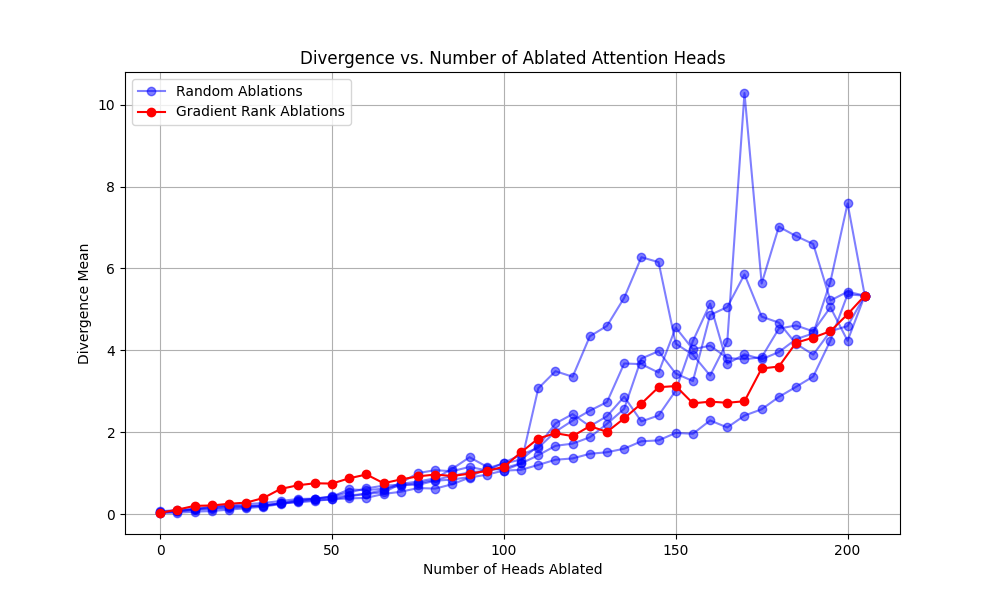 Divergence vs. Number of Ablated Attention Heads
Random Ablations
Gradient Rank Ablations
10
8
6
4
2
0
Divergence Mean
0 50 100 150 200
Number of Heads Ablated